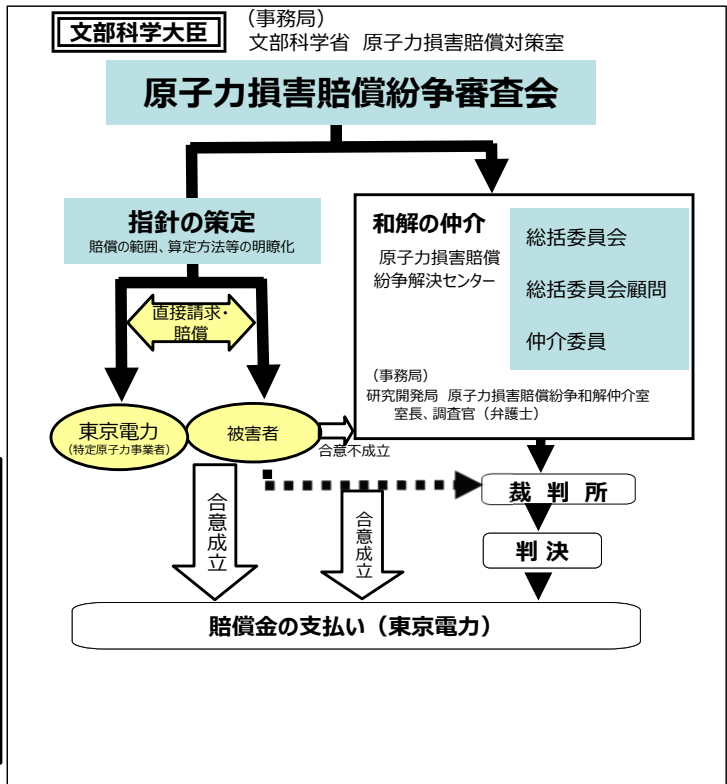 文部科学大臣
（事務局）
文部科学省 原子力損害賠償対策室
原子力損害賠償紛争審査会
指針の策定
賠償の範囲、算定方法等の明瞭化
和解の仲介
原子力損害賠償
紛争解決センター
総括委員会
総括委員会顧問
仲介委員
（事務局）
研究開発局 原子力損害賠償紛争和解仲介室
室長、調査官（弁護士）
直接請求・
賠償
東京電力
(特定原子力事業者)
被害者
合意不成立
裁 判 所
合意成立
合意成立
判 決
賠償金の支払い（東京電力）